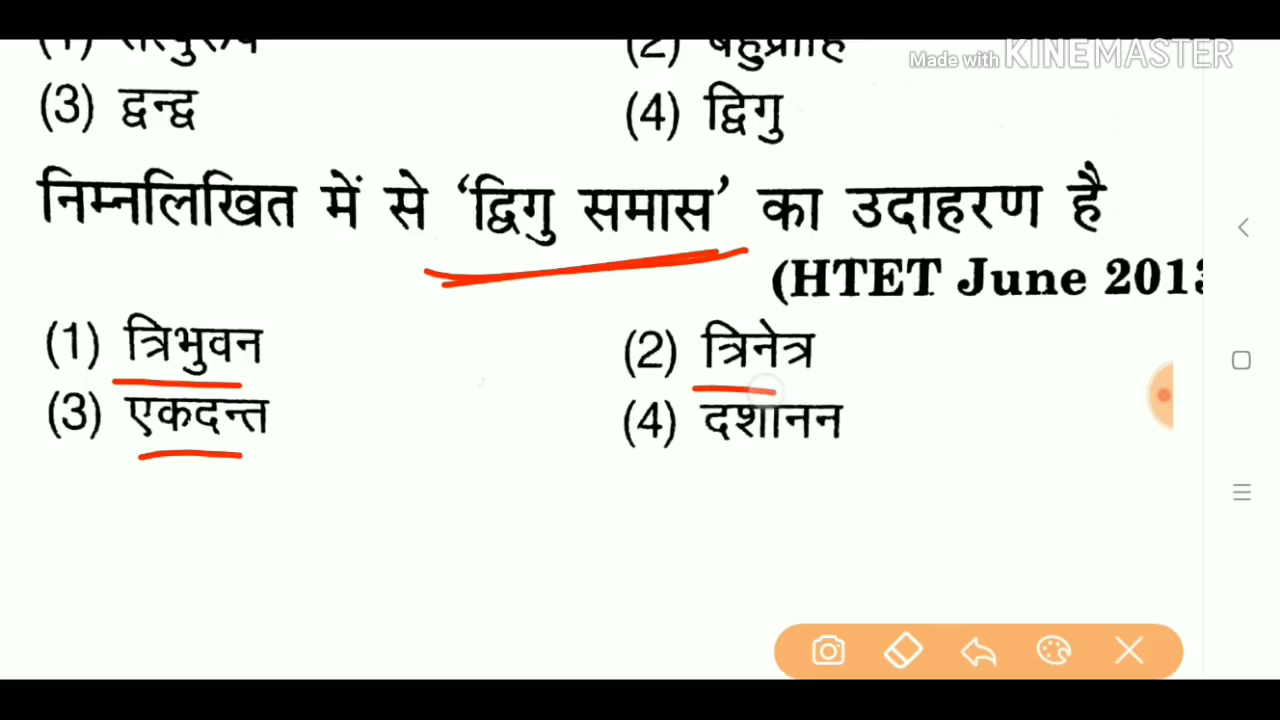 Made with KINEMASTER
(3) द्वन्द्व (4) द्विगु
निम्नलिखित में से ‘द्विगु समास’ का उदाहरण है
(HTET June 2013
(1) त्रिभुवन (2) त्रिनेत्र
(3) एकदन्त (4) दशानन